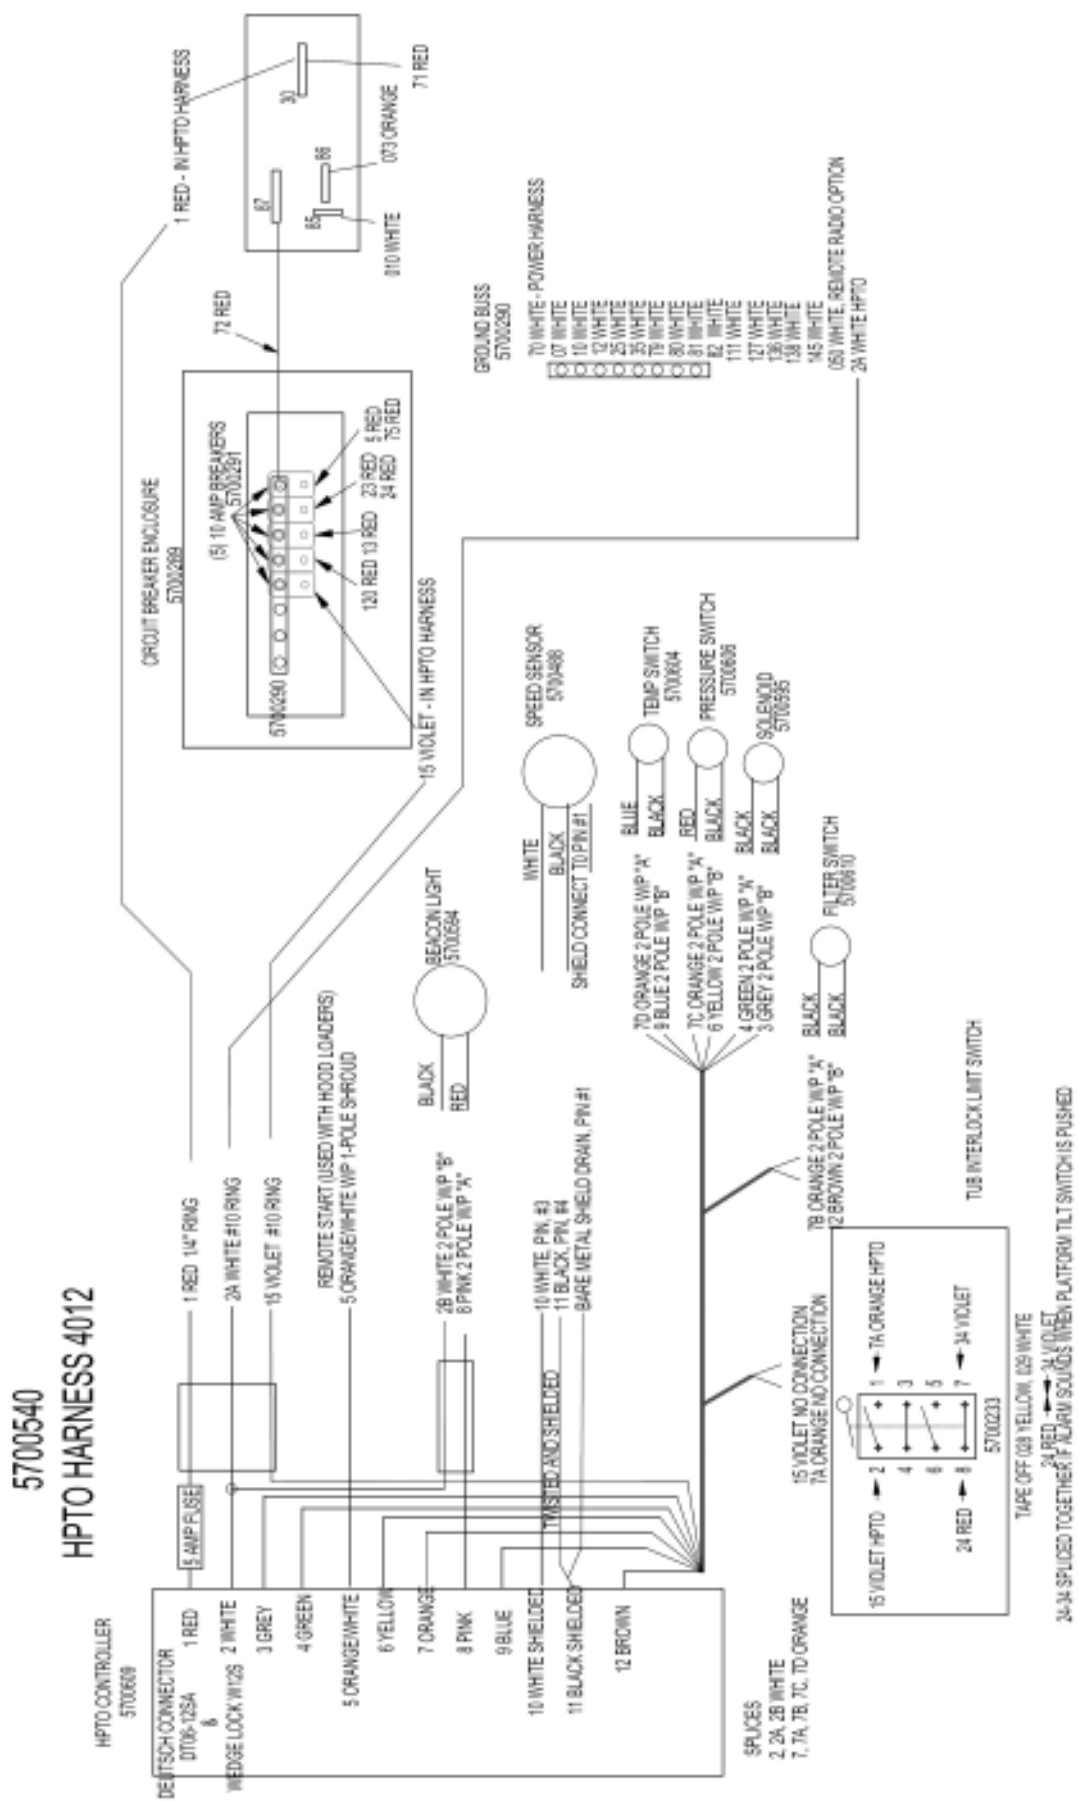 5700540
HPTO HARNESS 4012
HPTO CONTROLLER
5700609
DEUTSCH CONNECTOR
DT06-12SA
&
WEDGE LOCK W12S
1 RED
2 WHITE
3 GREY
4 GREEN
5 ORANGE/WHITE
6 YELLOW
7 ORANGE
8 PINK
9 BLUE
10 WHITE SHIELDED
11 BLACK SHIELDED
12 BROWN
SPLICES
2, 2A, 2B WHITE
7, 7A, 7B, 7C, 7D ORANGE
5 AMP FUSE
1 RED 1/4" RING
2A WHITE #10 RING
15 VIOLET #10 RING
REMOTE START (USED WITH HOOD LOADERS)
5 ORANGE/WHITE W/P 1-POLE SHROUD
2B WHITE 2 POLE W/P "B"
8 PINK 2 POLE W/P "A"
TWISTED AND SHIELDED
10 WHITE, PIN, #3
11 BLACK, PIN, #4
BARE METAL SHIELD DRAIN, PIN #1
BLACK
RED
BEACON LIGHT
5700594
WHITE
BLACK
SHIELD CONNECT TO PIN #1
SPEED SENSOR
5700488
7D ORANGE 2 POLE W/P "A"
9 BLUE 2 POLE W/P "B"
BLUE
BLACK
TEMP SWITCH
5700604
7C ORANGE 2 POLE W/P "A"
6 YELLOW 2 POLE W/P "B"
RED
BLACK
PRESSURE SWITCH
5700606
4 GREEN 2 POLE W/P "A"
3 GREY 2 POLE W/P "B"
BLACK
BLACK
SOLENOID
5700595
7B ORANGE 2 POLE W/P "A"
12 BROWN 2 POLE W/P "B"
BLACK
BLACK
FILTER SWITCH
5700610
15 VIOLET NO CONNECTION
7A ORANGE NO CONNECTION
TUB INTERLOCK LIMIT SWITCH
15 VIOLET HPTO
2
1
7A ORANGE HPTO
4
3
6
5
24 RED
8
7
34 VIOLET
5700233
TAPE OFF 028 YELLOW, 029 WHITE
24 RED
34 VIOLET
24-34 SPLICED TOGETHER IF ALARM SOUNDS WHEN PLATFORM TILT SWITCH IS PUSHED
CIRCUIT BREAKER ENCLOSURE
5700289
(5) 10 AMP BREAKERS
5700291
5700290
15 VIOLET - IN HPTO HARNESS
120 RED
13 RED
23 RED
24 RED
5 RED
75 RED
72 RED
1 RED - IN HPTO HARNESS
87
30
85
86
71 RED
073 ORANGE
010 WHITE
GROUND BUSS
5700290
70 WHITE - POWER HARNESS
07 WHITE
10 WHITE
12 WHITE
25 WHITE
35 WHITE
79 WHITE
80 WHITE
81 WHITE
82 WHITE
111 WHITE
127 WHITE
136 WHITE
138 WHITE
145 WHITE
050 WHITE, REMOTE RADIO OPTION
2A WHITE HPTO